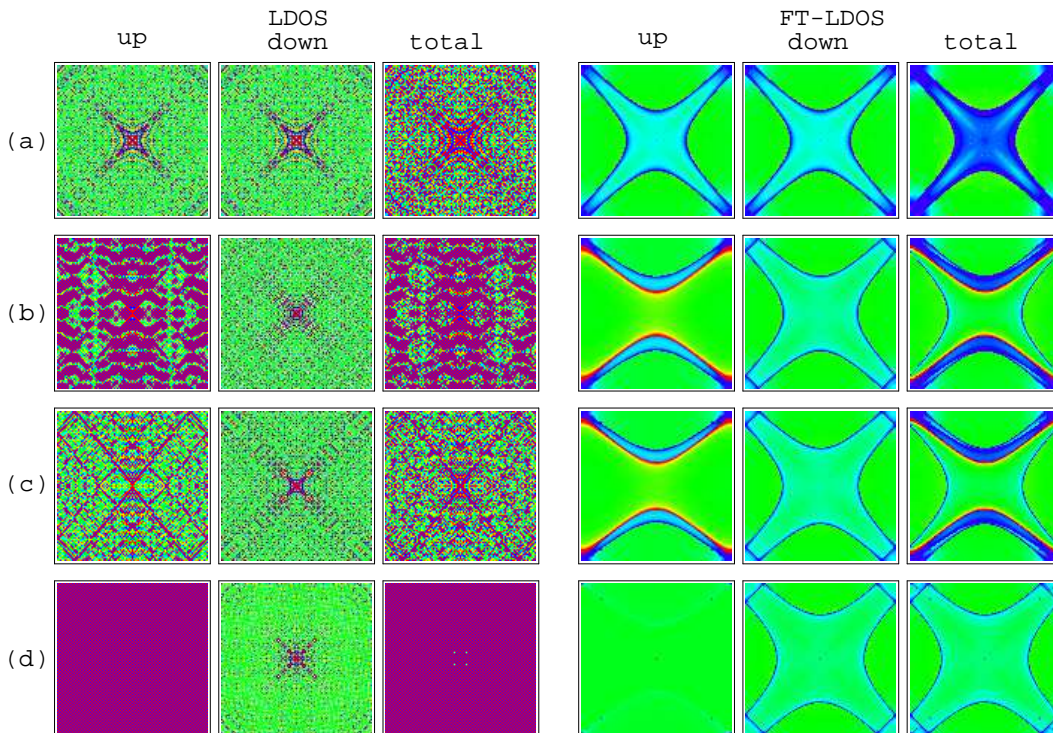 LDOS FT-LDOS
up down total up down total
(a)
(b)
(c)
(d)